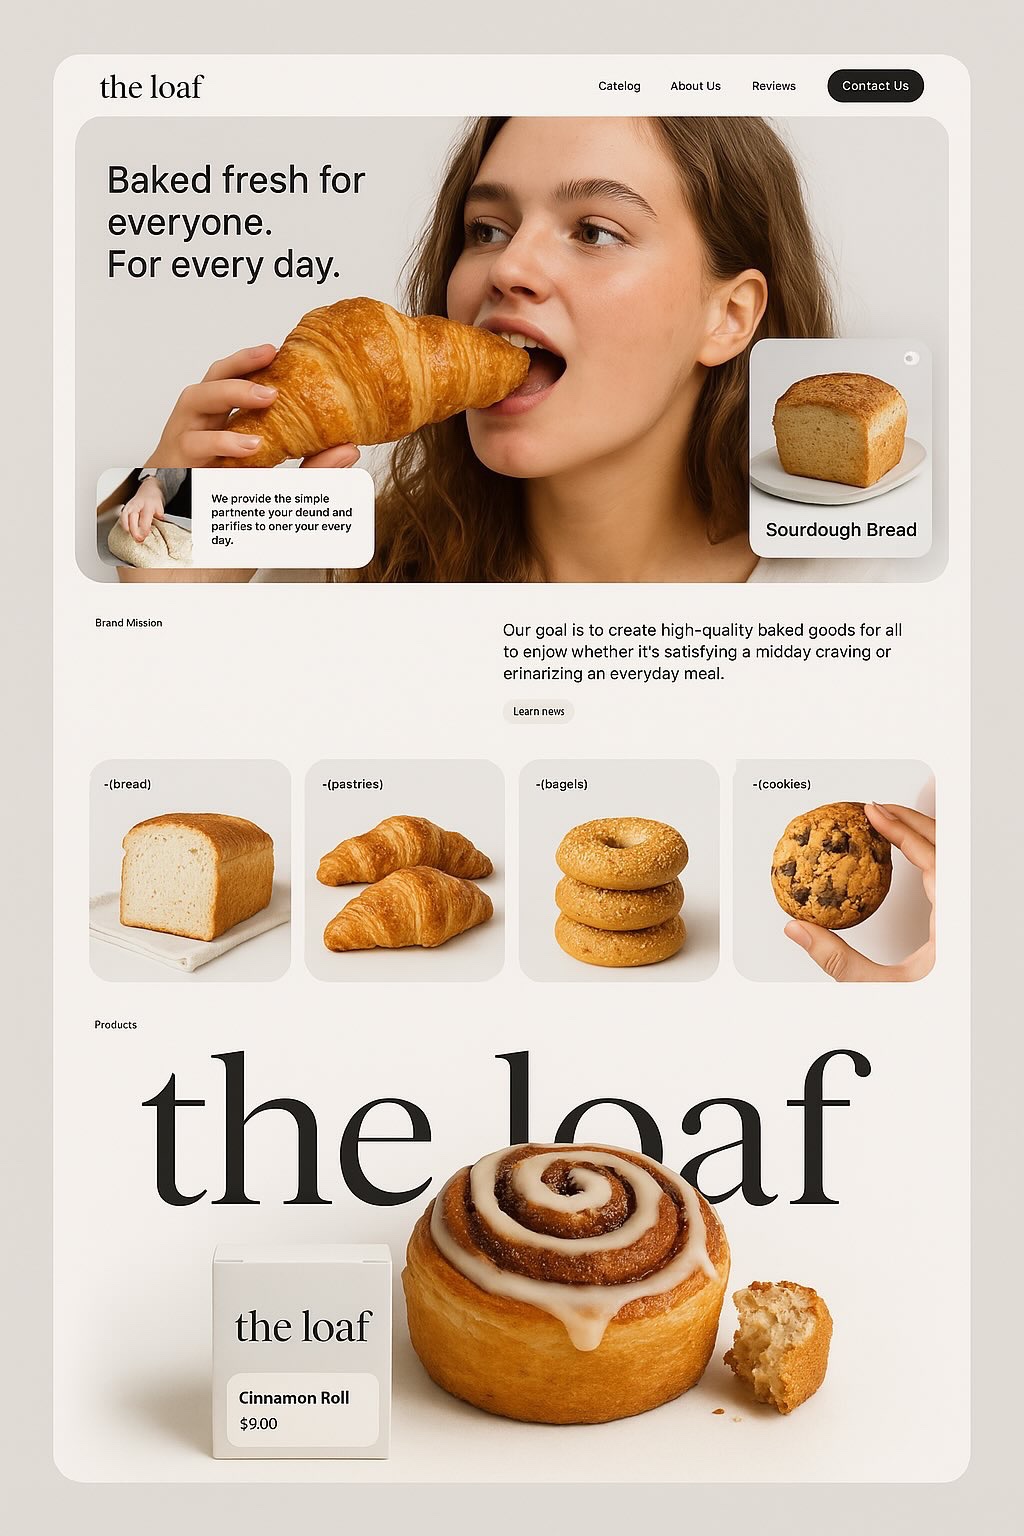 the loaf
Catelog
About Us
Reviews
Contact Us
Baked fresh for
everyone.
For every day.
We provide the simple
partnente your deund and
parifies to oner your every
day.
Sourdough Bread
Brand Mission
Our goal is to create high-quality baked goods for all
to enjoy whether it's satisfying a midday craving or
erinarizing an everyday meal.
Learn news
-(bread)
-(pastries)
-(bagels)
-(cookies)
Products
the loaf
the loaf
Cinnamon Roll
$9.00